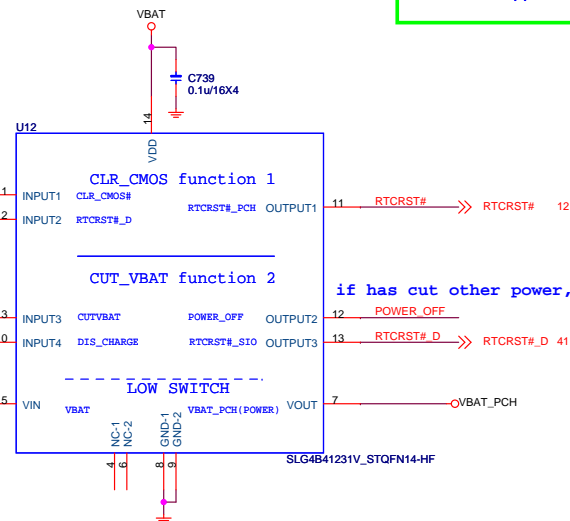 VBAT
C739
0.1u/16X4
14
U12
VDD
CLR_CMOS function 1
1 INPUT1 CLR_CMOS#
RTCRST#_PCH OUTPUT1 11 RTCRST# RTCRST# 12
2 INPUT2 RTCRST#_D
CUT_VBAT function 2
if has cut other power,
3 INPUT3 CUTVBAT POWER_OFF OUTPUT2 12 POWER_OFF
0 INPUT4 DIS_CHARGE RTCRST#_SIO OUTPUT3 13 RTCRST#_D RTCRST#_D 41
LOW SWITCH
5 VIN VBAT VBAT_PCH(POWER) VOUT 7 VBAT_PCH
NC-1 NC-2 GND-1 GND-2
4 6 8 9
SLG4B41231V_STQFN14-HF